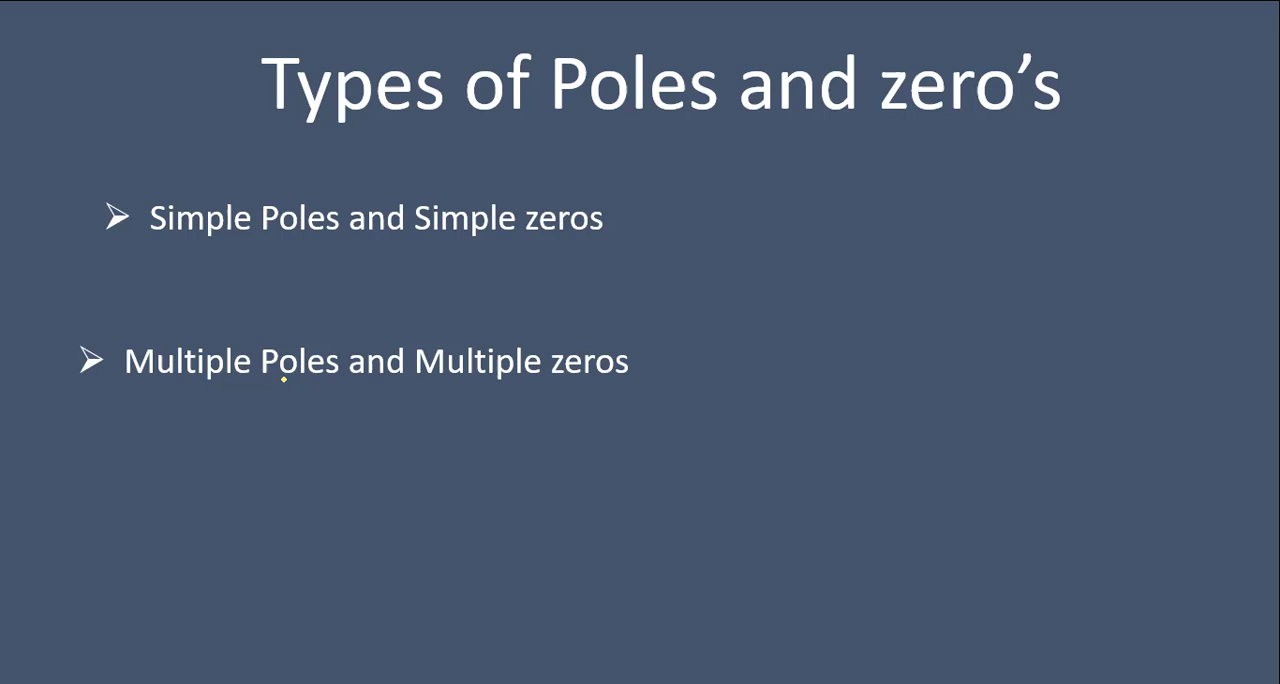 Types of Poles and zero’s
➢ Simple Poles and Simple zeros
➢ Multiple Poles and Multiple zeros